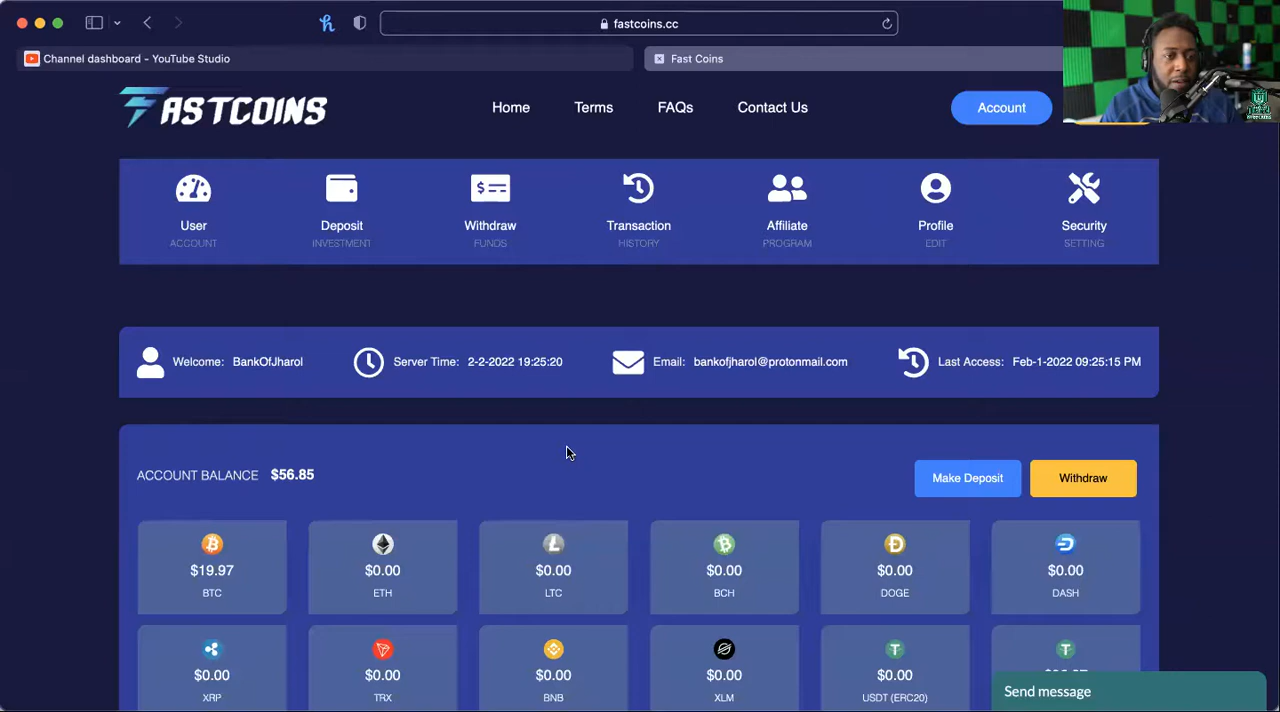 fastcoins.cc
Channel dashboard - YouTube Studio
Fast Coins
FASTCOINS
Home
Terms
FAQs
Contact Us
Account
User
ACCOUNT
Deposit
INVESTMENT
Withdraw
FUNDS
Transaction
HISTORY
Affiliate
PROGRAM
Profile
EDIT
Security
SETTING
Welcome: BankOfJharol
Server Time: 2-2-2022 19:25:20
Email: bankofjharol@protonmail.com
Last Access: Feb-1-2022 09:25:15 PM
ACCOUNT BALANCE $56.85
Make Deposit
Withdraw
$19.97
BTC
$0.00
ETH
$0.00
LTC
$0.00
BCH
$0.00
DOGE
$0.00
DASH
$0.00
XRP
$0.00
TRX
$0.00
BNB
$0.00
XLM
$0.00
USDT (ERC20)
Send message